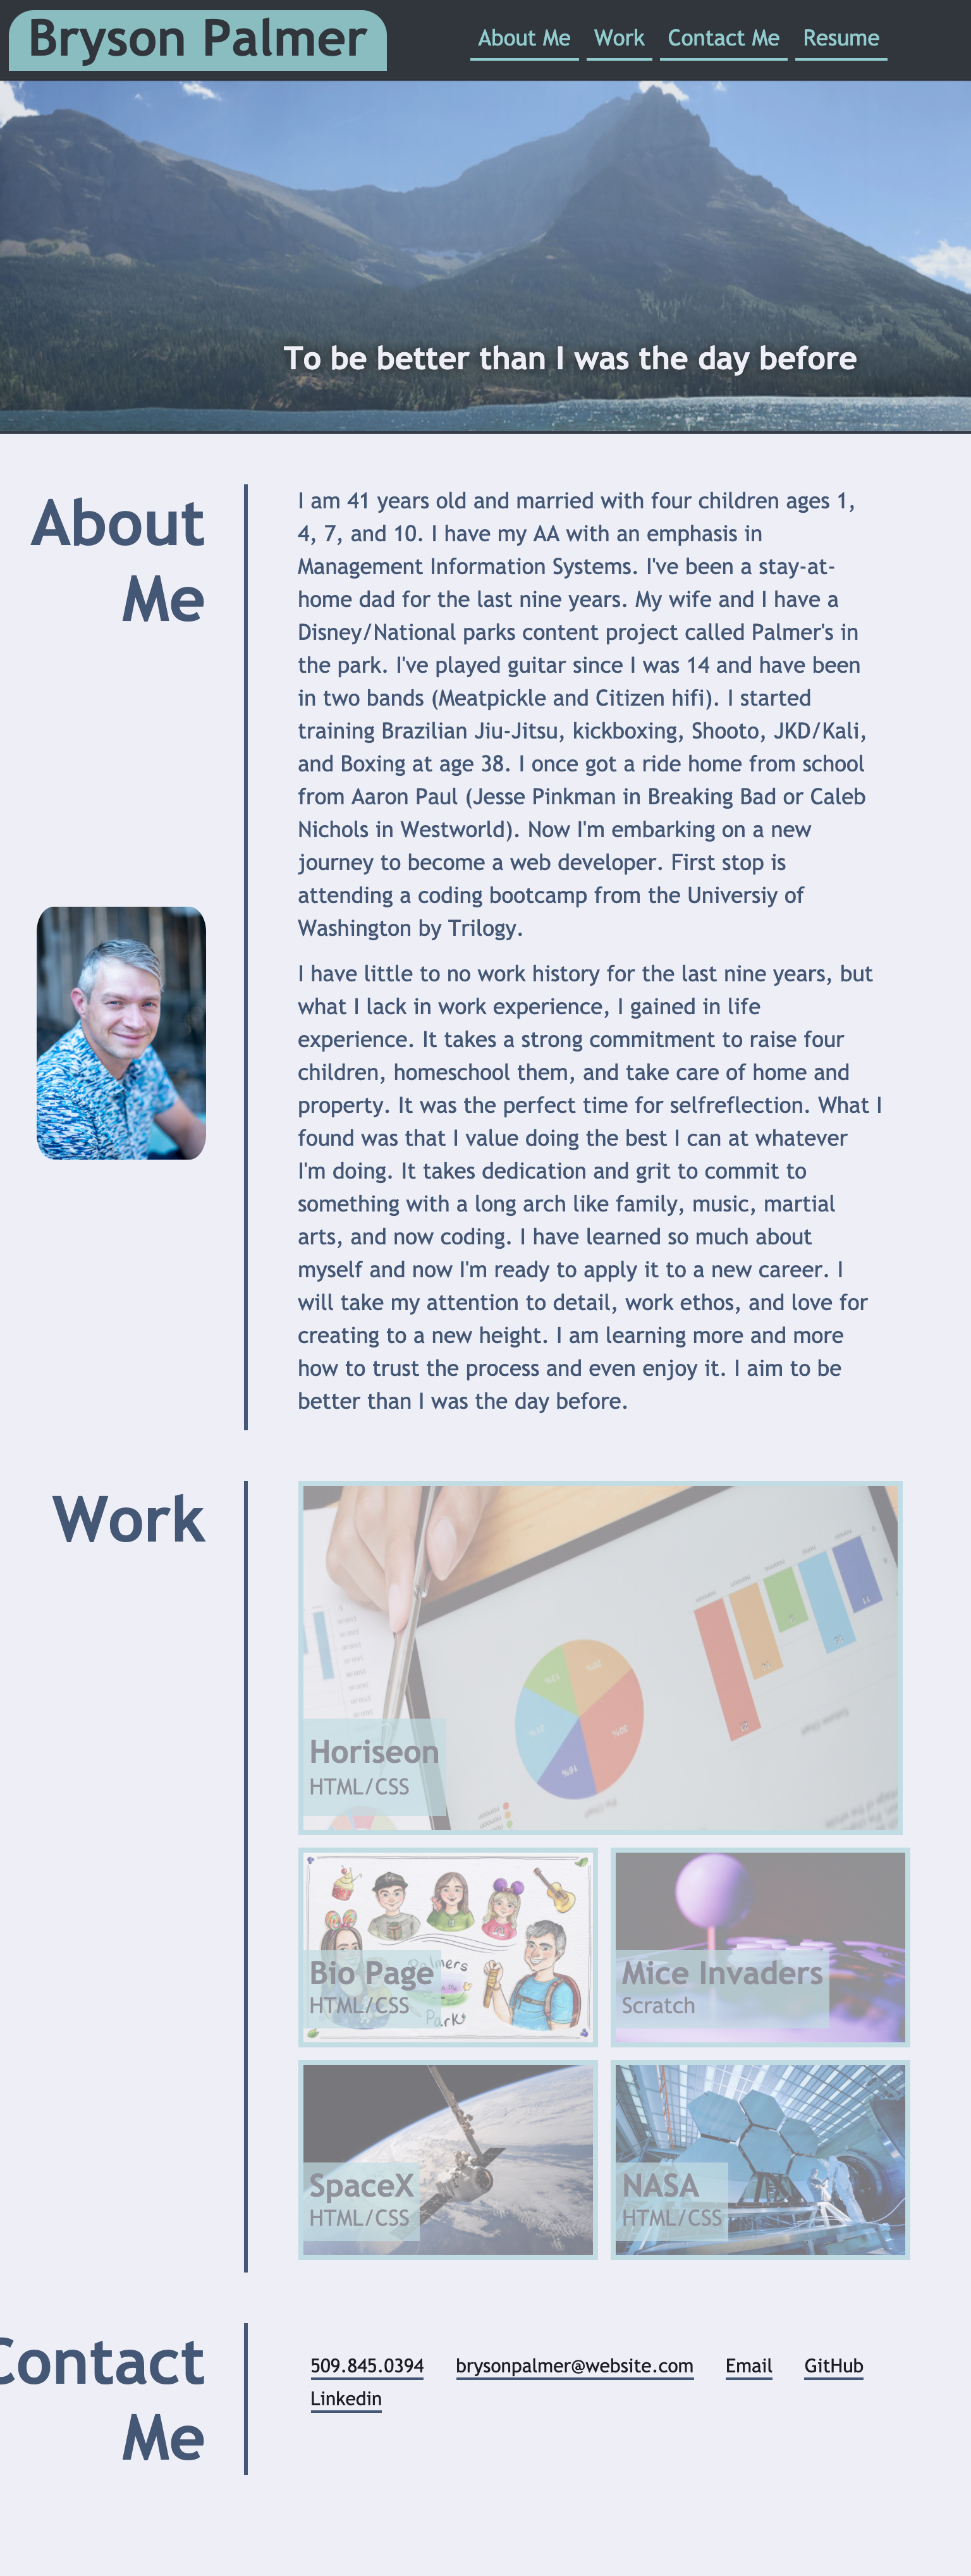 Bryson Palmer
About Me Work Contact Me Resume
To be better than I was the day before
About
Me
I am 41 years old and married with four children ages 1,
4, 7, and 10. I have my AA with an emphasis in
Management Information Systems. I've been a stay-at-
home dad for the last nine years. My wife and I have a
Disney/National parks content project called Palmer's in
the park. I've played guitar since I was 14 and have been
in two bands (Meatpickle and Citizen hifi). I started
training Brazilian Jiu-Jitsu, kickboxing, Shooto, JKD/Kali,
and Boxing at age 38. I once got a ride home from school
from Aaron Paul (Jesse Pinkman in Breaking Bad or Caleb
Nichols in Westworld). Now I'm embarking on a new
journey to become a web developer. First stop is
attending a coding bootcamp from the Universiy of
Washington by Trilogy.
I have little to no work history for the last nine years, but
what I lack in work experience, I gained in life
experience. It takes a strong commitment to raise four
children, homeschool them, and take care of home and
property. It was the perfect time for selfreflection. What I
found was that I value doing the best I can at whatever
I'm doing. It takes dedication and grit to commit to
something with a long arch like family, music, martial
arts, and now coding. I have learned so much about
myself and now I'm ready to apply it to a new career. I
will take my attention to detail, work ethos, and love for
creating to a new height. I am learning more and more
how to trust the process and even enjoy it. I aim to be
better than I was the day before.
Work
Horiseon
HTML/CSS
Bio Page
HTML/CSS
Mice Invaders
Scratch
SpaceX
HTML/CSS
NASA
HTML/CSS
Contact
Me
509.845.0394 brysonpalmer@website.com Email GitHub
Linkedin